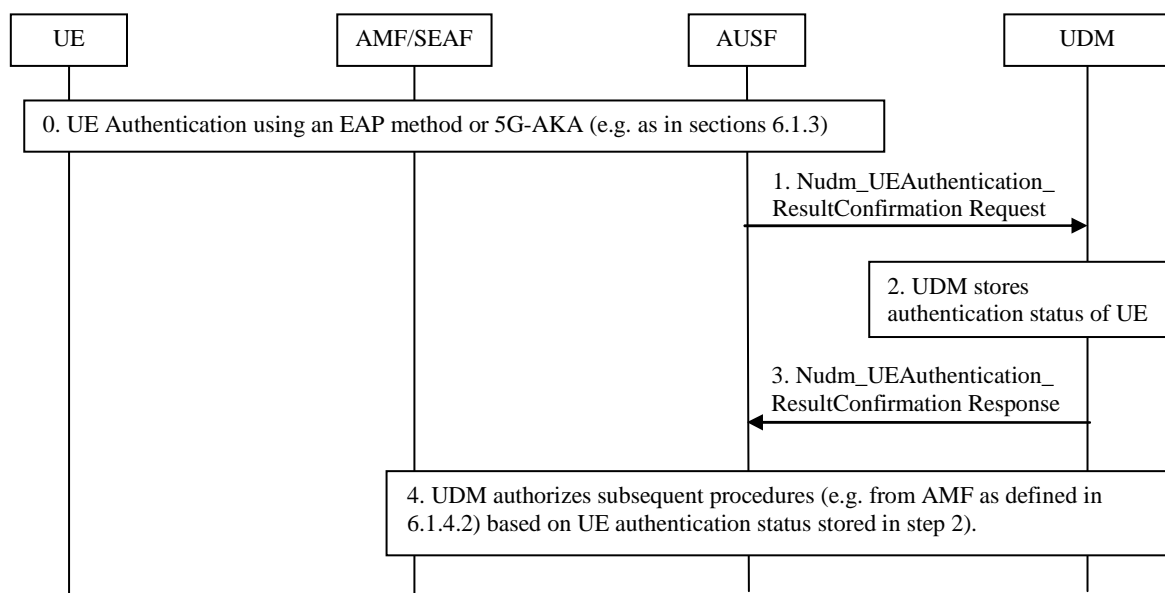 UE
AMF/SEAF
AUSF
UDM
0. UE Authentication using an EAP method or 5G-AKA (e.g. as in sections 6.1.3)
1. Nudm_UEAuthentication_
ResultConfirmation Request
2. UDM stores
authentication status of UE
3. Nudm_UEAuthentication_
ResultConfirmation Response
4. UDM authorizes subsequent procedures (e.g. from AMF as defined in
6.1.4.2) based on UE authentication status stored in step 2).